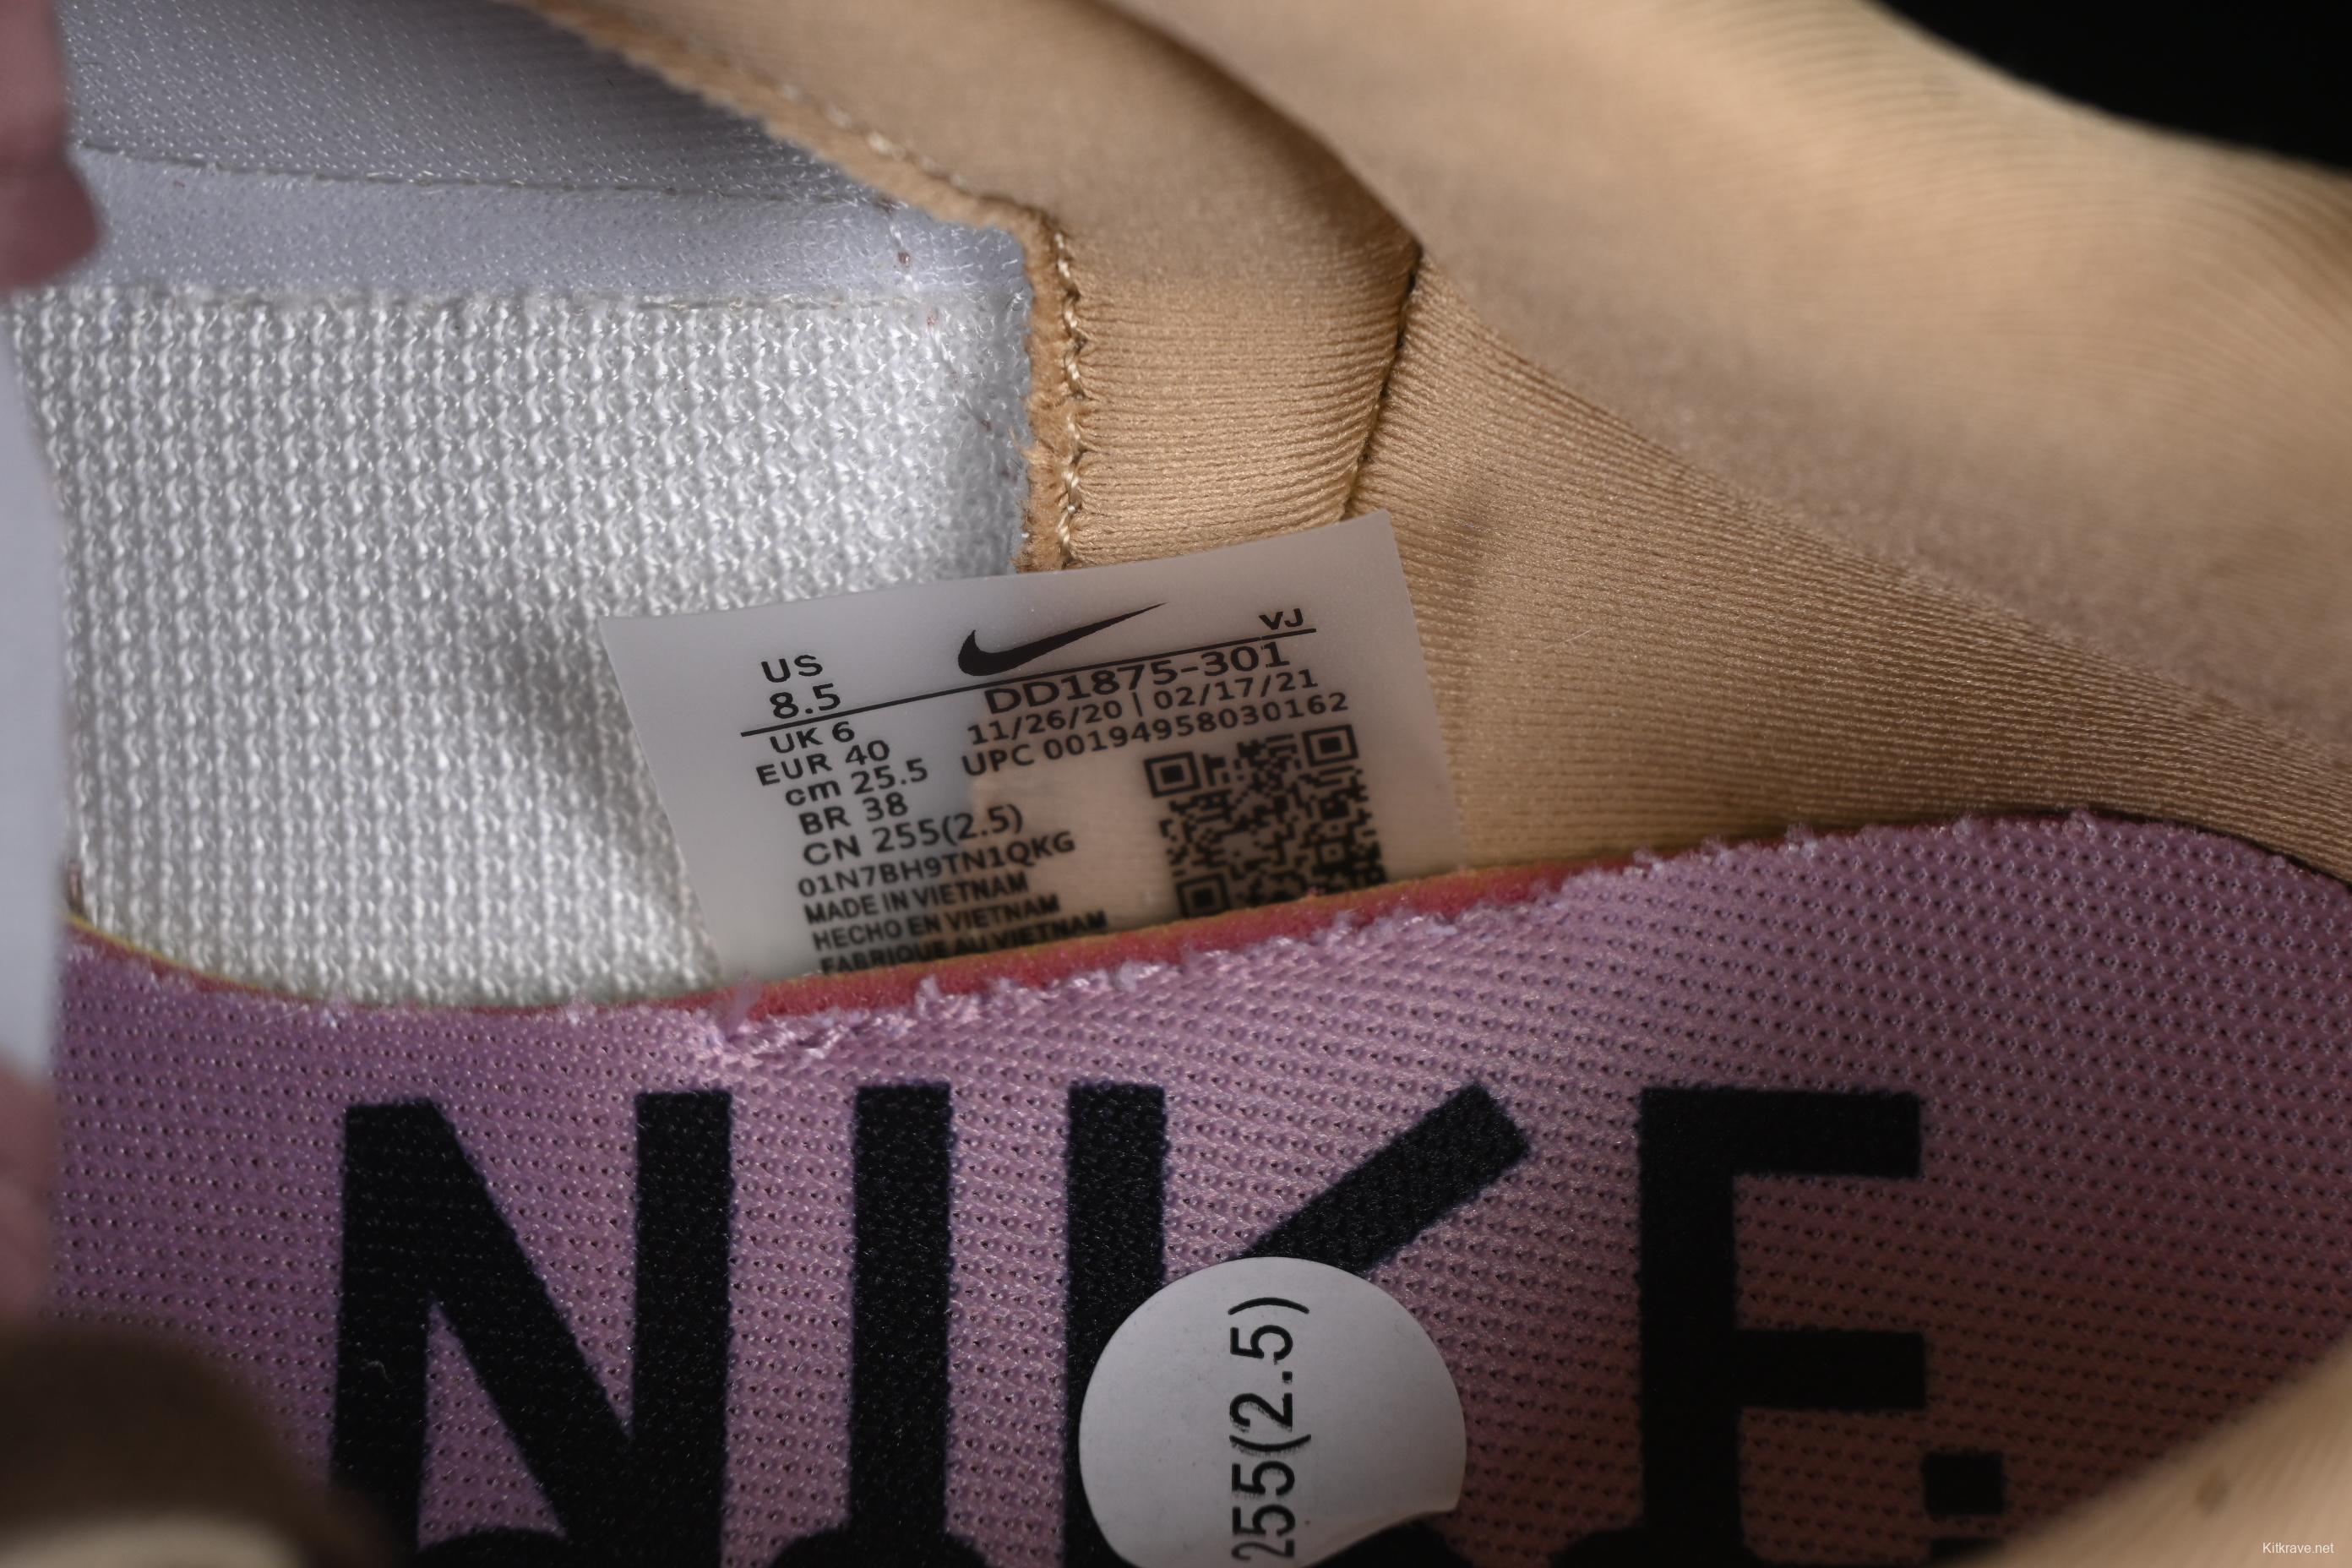 US
8.5
VJ
DD1875-301
11/26/20 | 02/17/21
UPC 00194958030162
UK 6
EUR 40
cm 25.5
BR 38
CN 255(2.5)
01N7BH9TN1QKG
MADE IN VIETNAM
HECHO EN VIETNAM
FABRIQUE AU VIETNAM
NIKE
255(2.5)
Kitkrave.net